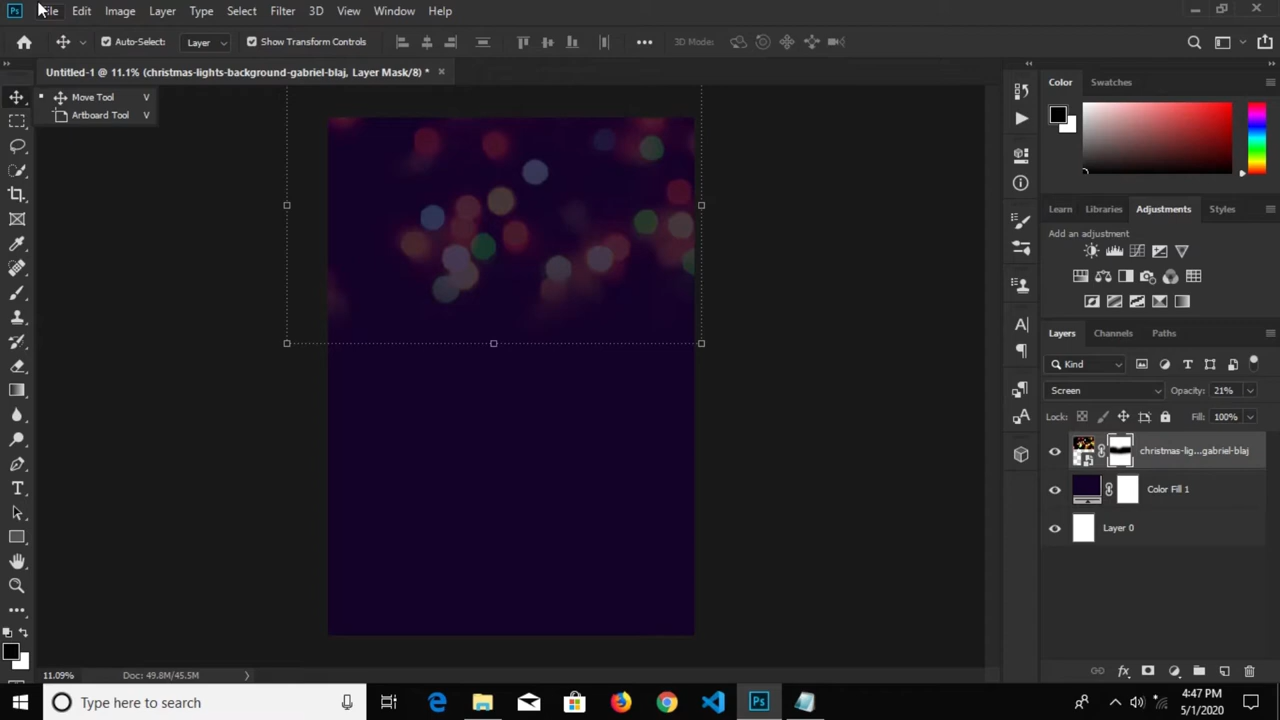 Ps File Edit Image Layer Type Select Filter 3D View Window Help
Auto-Select: Layer Show Transform Controls 3D Mode:
Untitled-1 @ 11.1% (christmas-lights-background-gabriel-blaj, Layer Mask/8) *
Move Tool V
Artboard Tool V
Color Swatches
Learn Libraries Adjustments Styles
Add an adjustment
Layers Channels Paths
Kind
Screen Opacity: 21%
Lock: Fill: 100%
christmas-lig...gabriel-blaj
Color Fill 1
Layer 0
11.09% Doc: 49.8M/45.5M
Type here to search
Ps
4:47 PM
5/1/2020